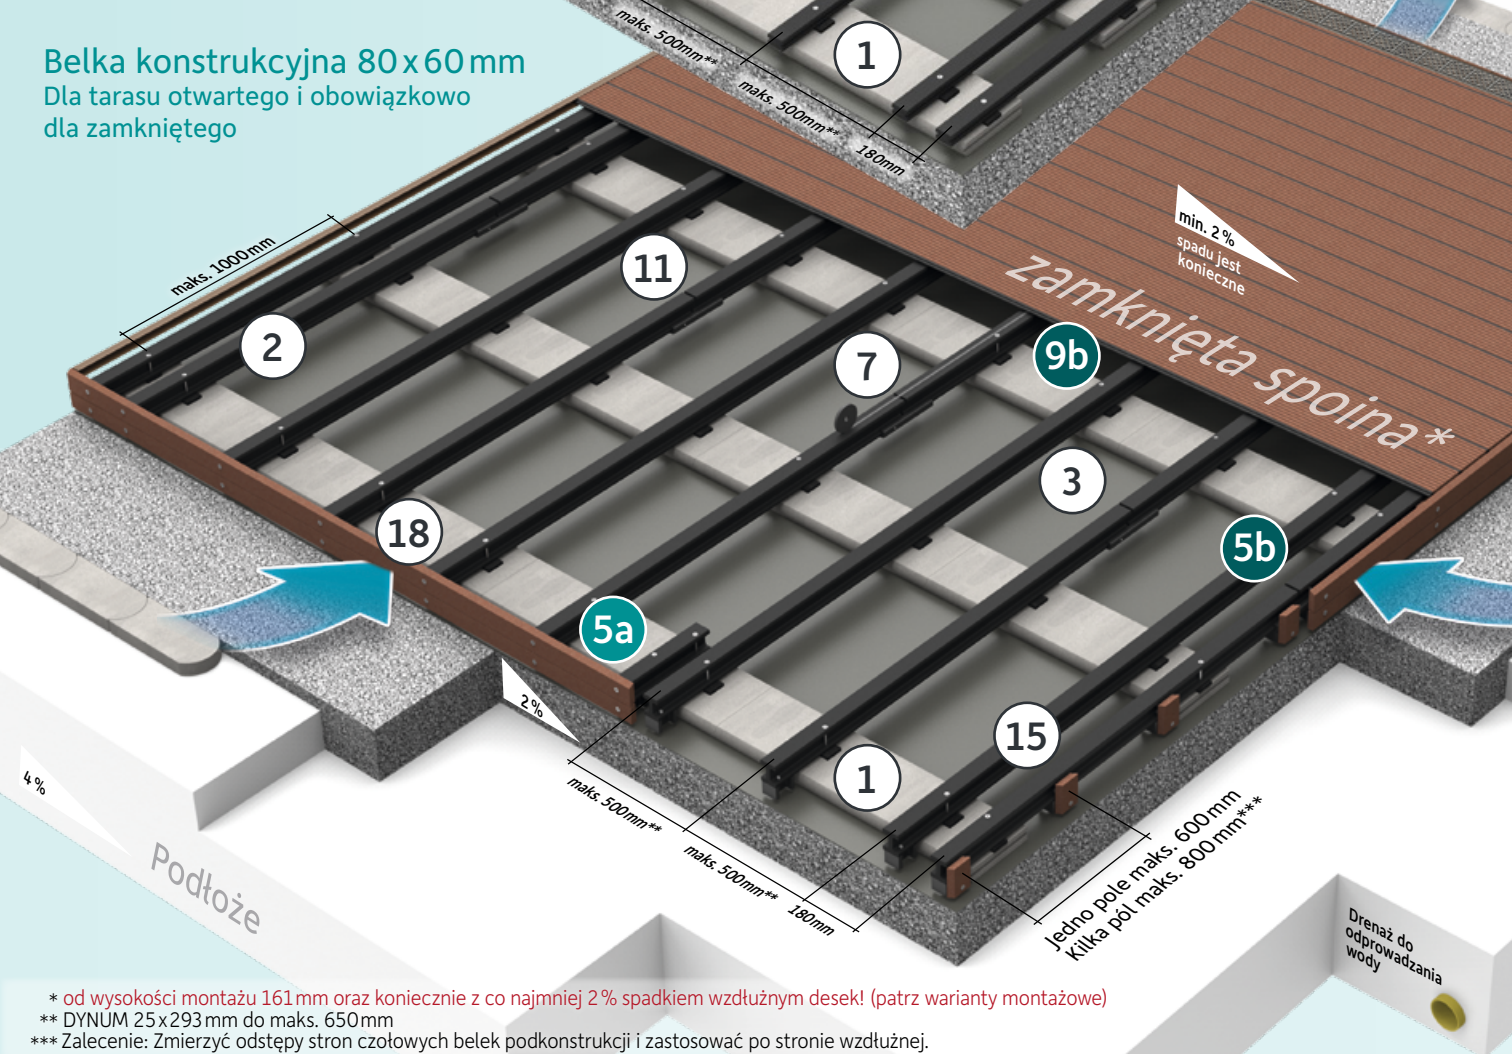 Belka konstrukcyjna 80 x 60 mm
Dla tarasu otwartego i obowiązkowo
dla zamkniętego
maks. 500mm**
maks. 500mm**
180mm
1
min. 2 %
spadu jest
konieczne
zamknięta spoina *
maks. 1000mm
2
11
7
9b
3
18
5b
5a
15
1
2 %
4 %
Podłoże
maks. 500mm**
maks. 500mm**
180mm
Jedno pole maks. 600mm
Kilka pól maks. 800mm***
Drenaż do
odprowadzania
wody
* od wysokości montażu 161 mm oraz koniecznie z co najmniej 2 % spadkiem wzdłużnym desek! (patrz warianty montażowe)
** DYNUM 25 x 293 mm do maks. 650 mm
*** Zalecenie: Zmierzyć odstępy stron czołowych belek podkonstrukcji i zastosować po stronie wzdłużnej.